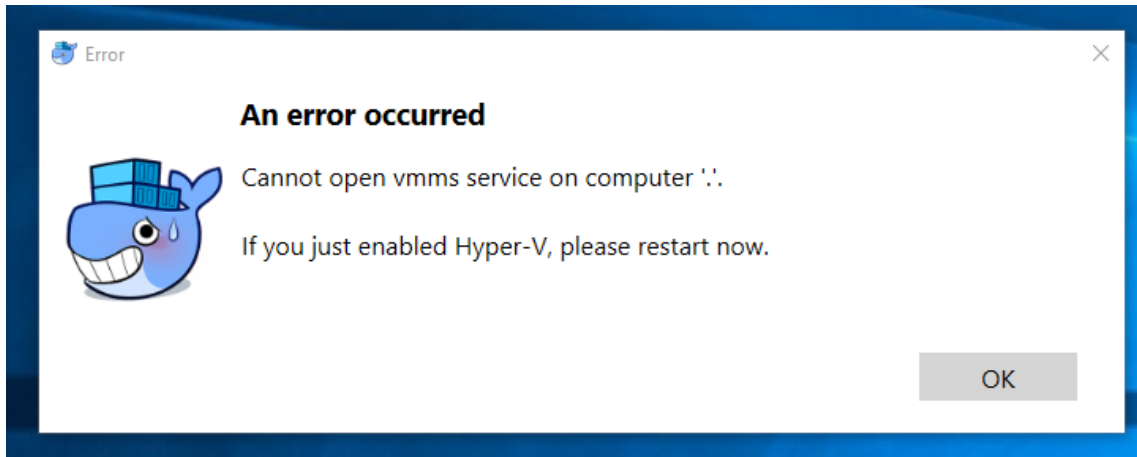 Error
An error occurred
Cannot open vmms service on computer '.'.
If you just enabled Hyper-V, please restart now.
OK